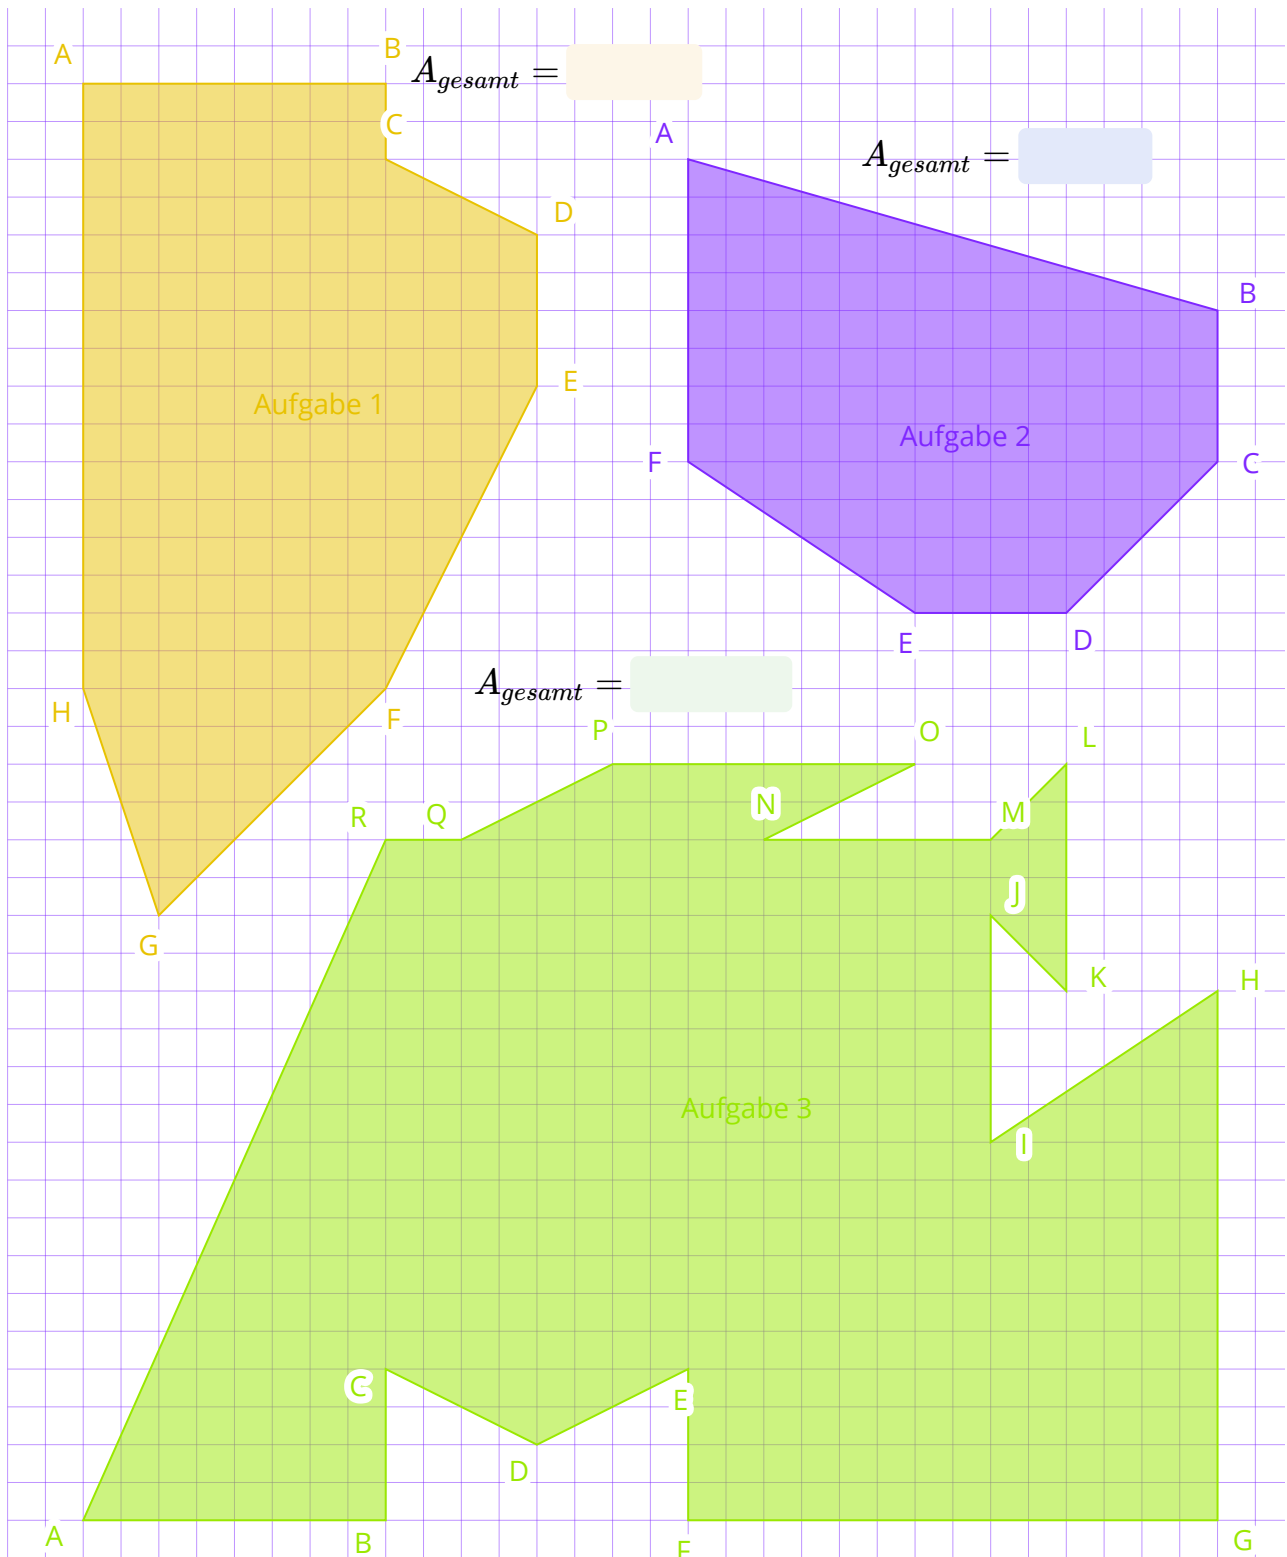 A
B
A_gesamt =
C
A
A_gesamt =
D
B
E
Aufgabe 1
Aufgabe 2
F
C
E
D
A_gesamt =
H
F
P
O
L
R
Q
N
M
J
G
K
H
Aufgabe 3
I
C
E
D
A
B
F
G